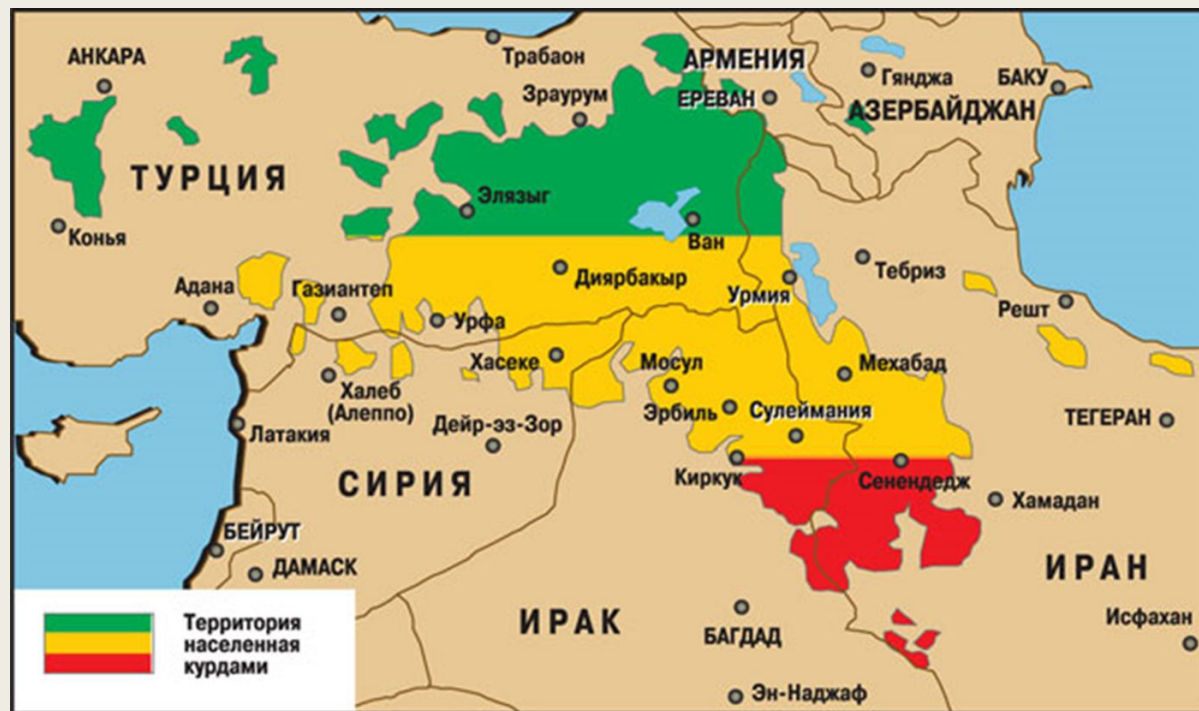 АНКАРА
Трабаон
АРМЕНИЯ
Гянджа
БАКУ
Зраурум
ЕРЕВАН
АЗЕРБАЙДЖАН
ТУРЦИЯ
Элязыг
Конья
Ван
Диярбакыр
Тебриз
Адана
Газиантеп
Урмия
Решт
Урфа
Хасеке
Мосул
Мехабад
Халеб
(Алеппо)
Эрбиль
Сулеймания
ТЕГЕРАН
Латакия
Дейр-эз-Зор
СИРИЯ
Киркук
Сенендедж
Хамадан
БЕЙРУТ
ДАМАСК
ИРАН
Территория
населенная
курдами
ИРАК
БАГДАД
Исфахан
Эн-Наджаф